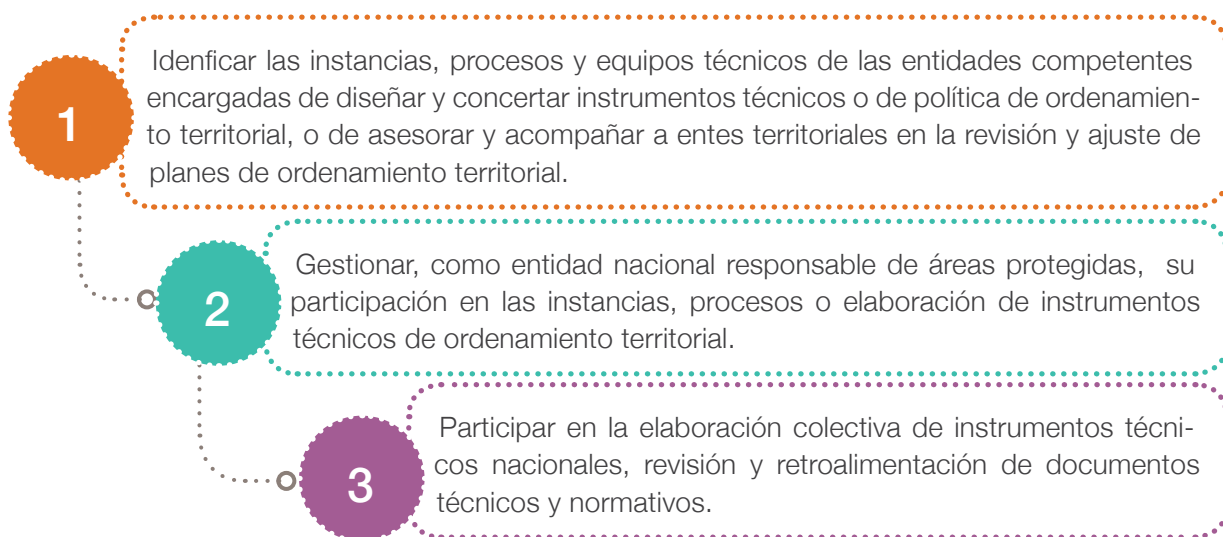 1
Idenficar las instancias, procesos y equipos técnicos de las entidades competentes
encargadas de diseñar y concertar instrumentos técnicos o de política de ordenamien-
to territorial, o de asesorar y acompañar a entes territoriales en la revisión y ajuste de
planes de ordenamiento territorial.
2
Gestionar, como entidad nacional responsable de áreas protegidas, su
participación en las instancias, procesos o elaboración de instrumentos
técnicos de ordenamiento territorial.
3
Participar en la elaboración colectiva de instrumentos técni-
cos nacionales, revisión y retroalimentación de documentos
técnicos y normativos.